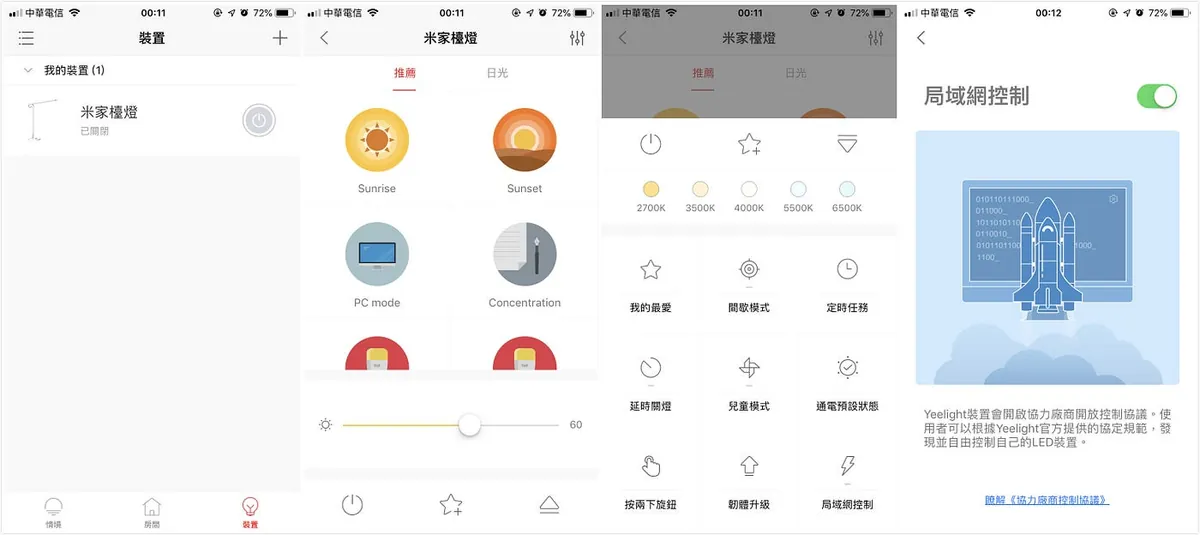 中華電信
00:11
72%
裝置
我的裝置 (1)
米家檯燈
已關閉
情境
房間
裝置
中華電信
00:11
72%
米家檯燈
推薦
日光
Sunrise
Sunset
PC mode
Concentration
60
中華電信
00:11
72%
米家檯燈
推薦
日光
2700K
3500K
4000K
5500K
6500K
我的最愛
間歇模式
定時任務
延時關燈
兒童模式
通電預設狀態
按兩下旋鈕
韌體升級
局域網控制
中華電信
00:12
72%
局域網控制
010110111000_
011000_
0110010_
1000_
1100_
Yeelight裝置會開啟協力廠商開放控制協議。使
用者可以根據Yeelight官方提供的協定規範，發
現並自由控制自己的LED裝置。
瞭解《協力廠商控制協議》